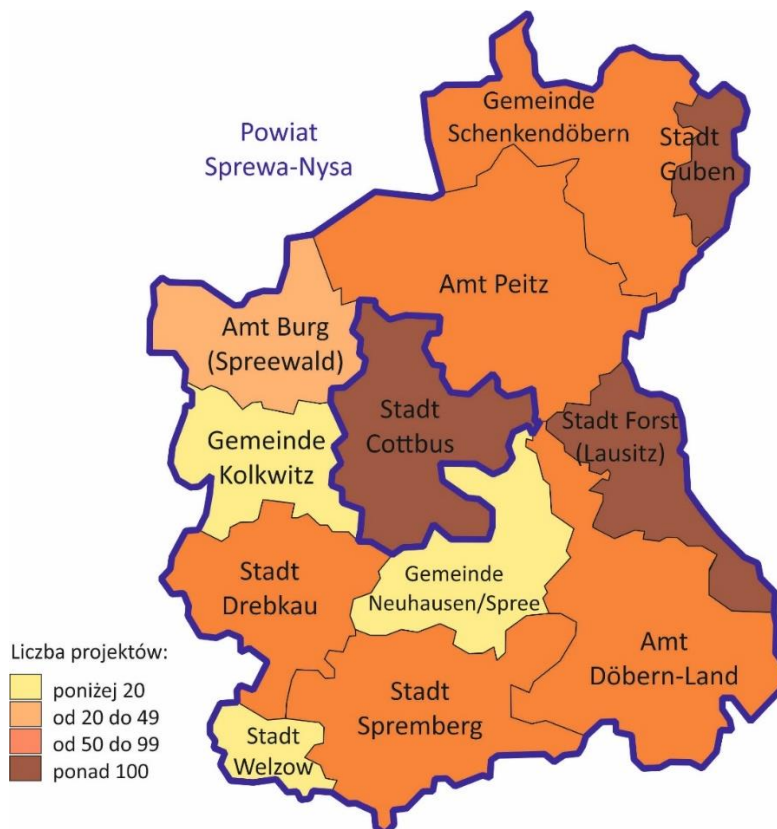 Powiat
Sprewa-Nysa
Gemeinde
Schenkendöbern
Stadt
Guben
Amt Peitz
Amt Burg
(Spreewald)
Stadt
Cottbus
Stadt Forst
(Lausitz)
Gemeinde
Kolkwitz
Stadt
Drebkau
Gemeinde
Neuhausen/Spree
Amt
Döbern-Land
Stadt
Spremberg
Stadt
Welzow
Liczba projektów:
poniżej 20
od 20 do 49
od 50 do 99
ponad 100